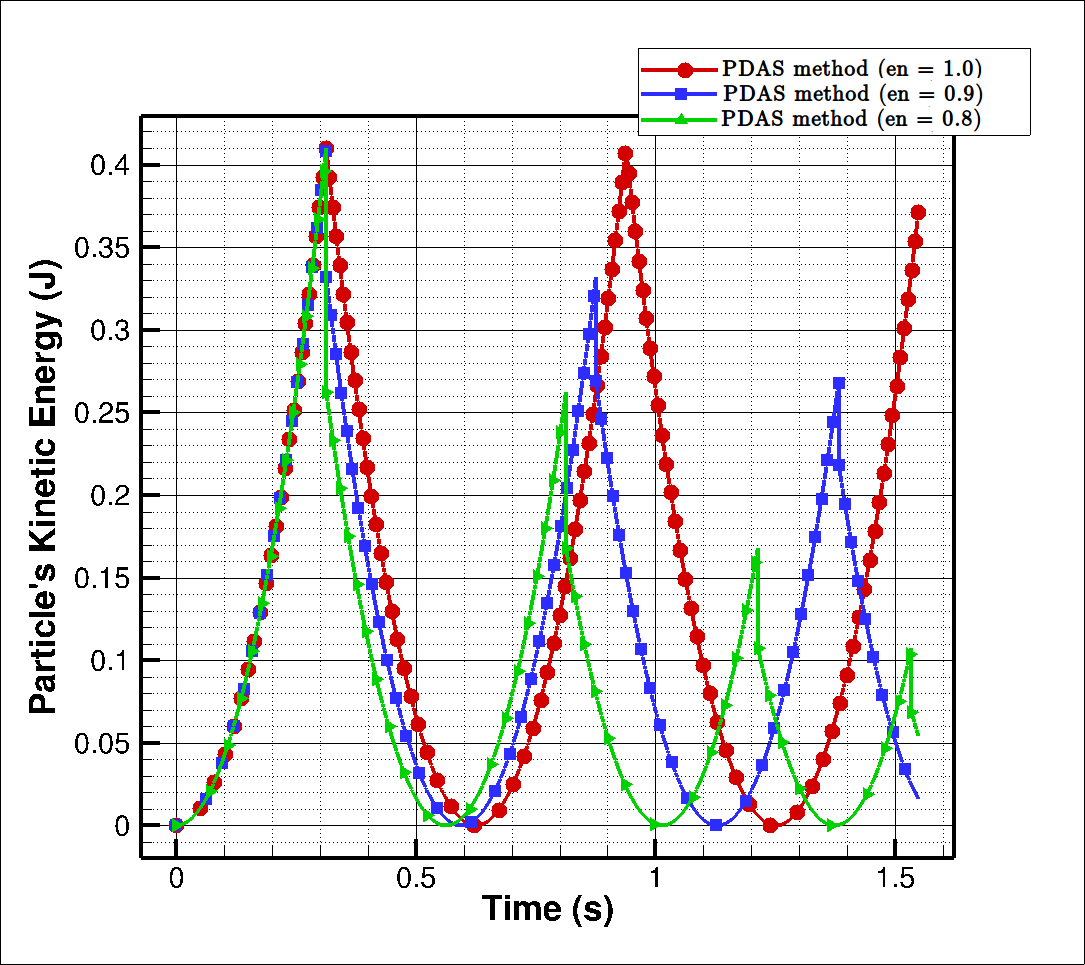 PDAS method (en = 1.0)
PDAS method (en = 0.9)
PDAS method (en = 0.8)
0.4
0.35
0.3
0.25
0.2
0.15
0.1
0.05
0
Particle's Kinetic Energy (J)
0 0.5 1 1.5
Time (s)